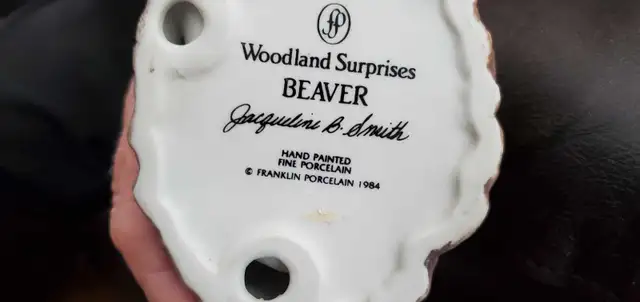 FP
Woodland Surprises
BEAVER
Jacqueline B. Smith
HAND PAINTED
FINE PORCELAIN
© FRANKLIN PORCELAIN 1984